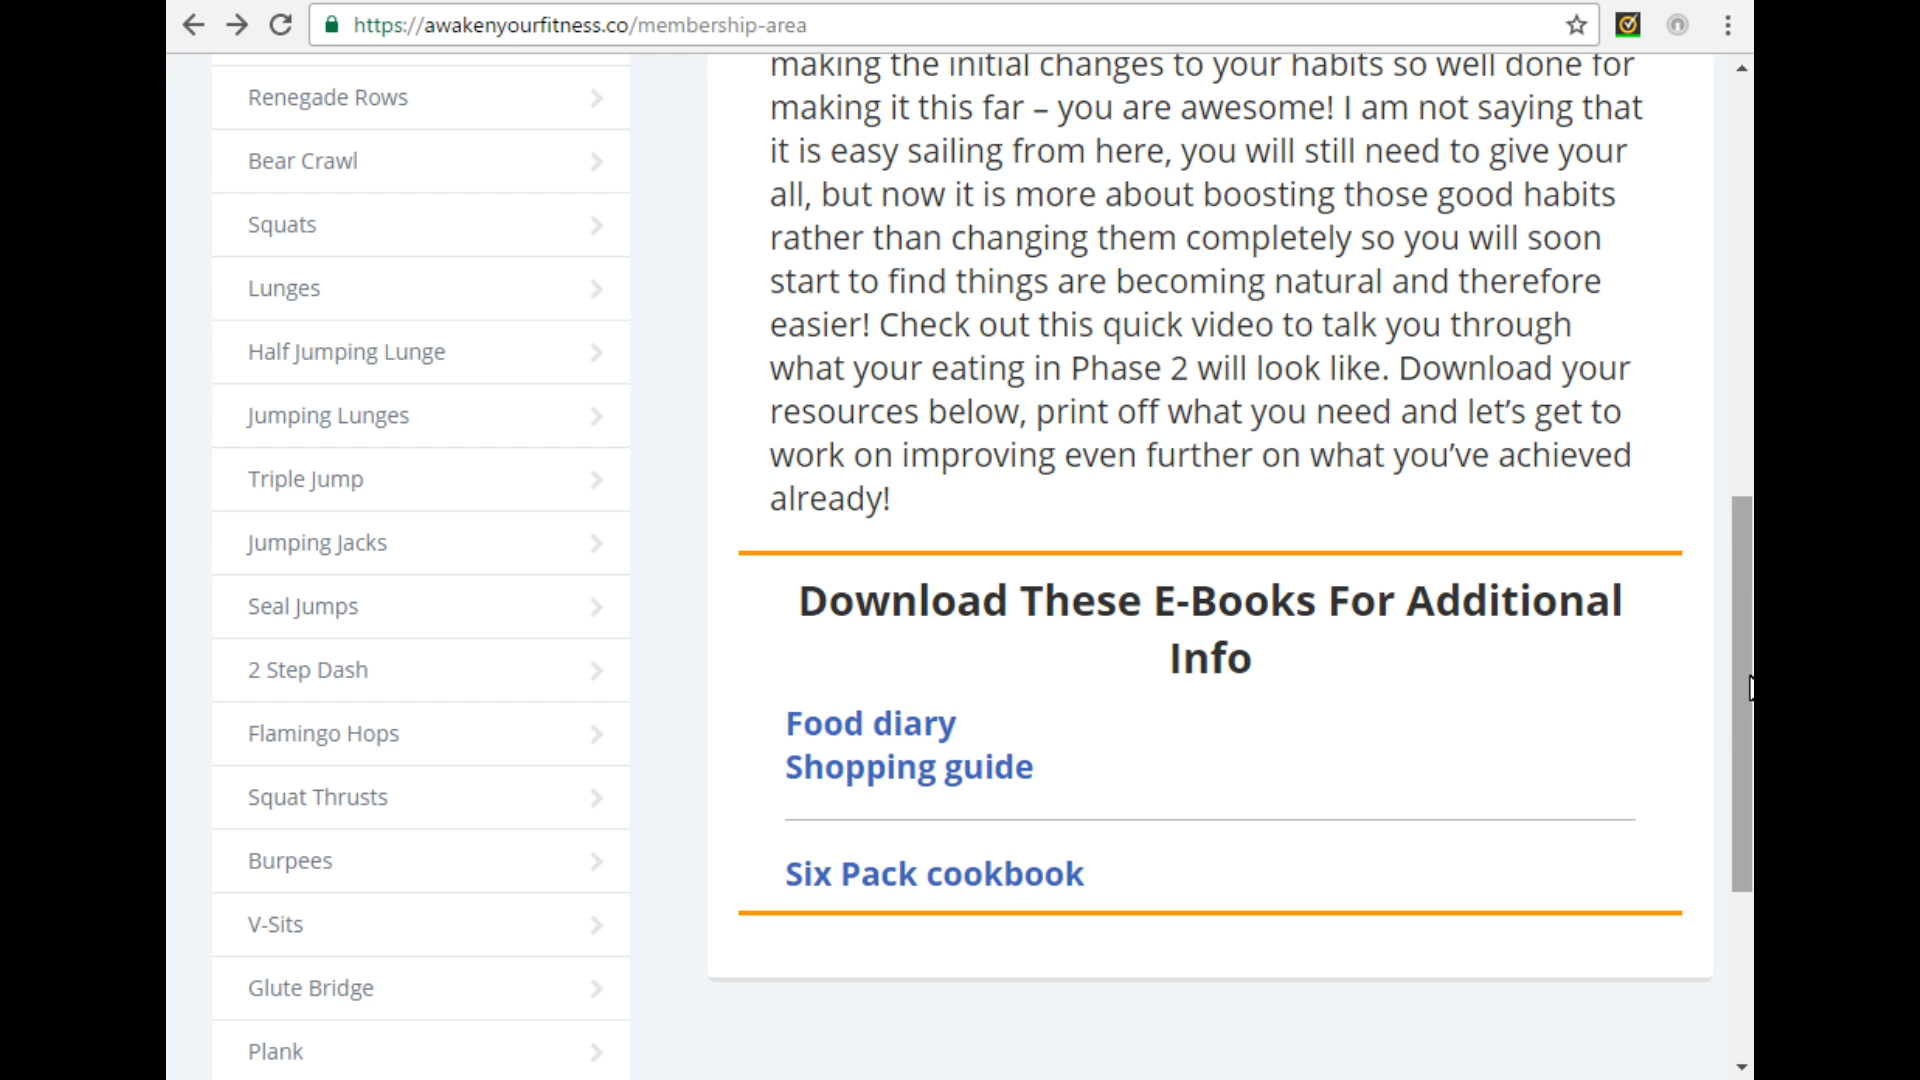 https://awakenyourfitness.co/membership-area
Renegade Rows
Bear Crawl
Squats
Lunges
Half Jumping Lunge
Jumping Lunges
Triple Jump
Jumping Jacks
Seal Jumps
2 Step Dash
Flamingo Hops
Squat Thrusts
Burpees
V-Sits
Glute Bridge
Plank
making the initial changes to your habits so well done for
making it this far – you are awesome! I am not saying that
it is easy sailing from here, you will still need to give your
all, but now it is more about boosting those good habits
rather than changing them completely so you will soon
start to find things are becoming natural and therefore
easier! Check out this quick video to talk you through
what your eating in Phase 2 will look like. Download your
resources below, print off what you need and let’s get to
work on improving even further on what you’ve achieved
already!
Download These E-Books For Additional
Info
Food diary
Shopping guide
Six Pack cookbook